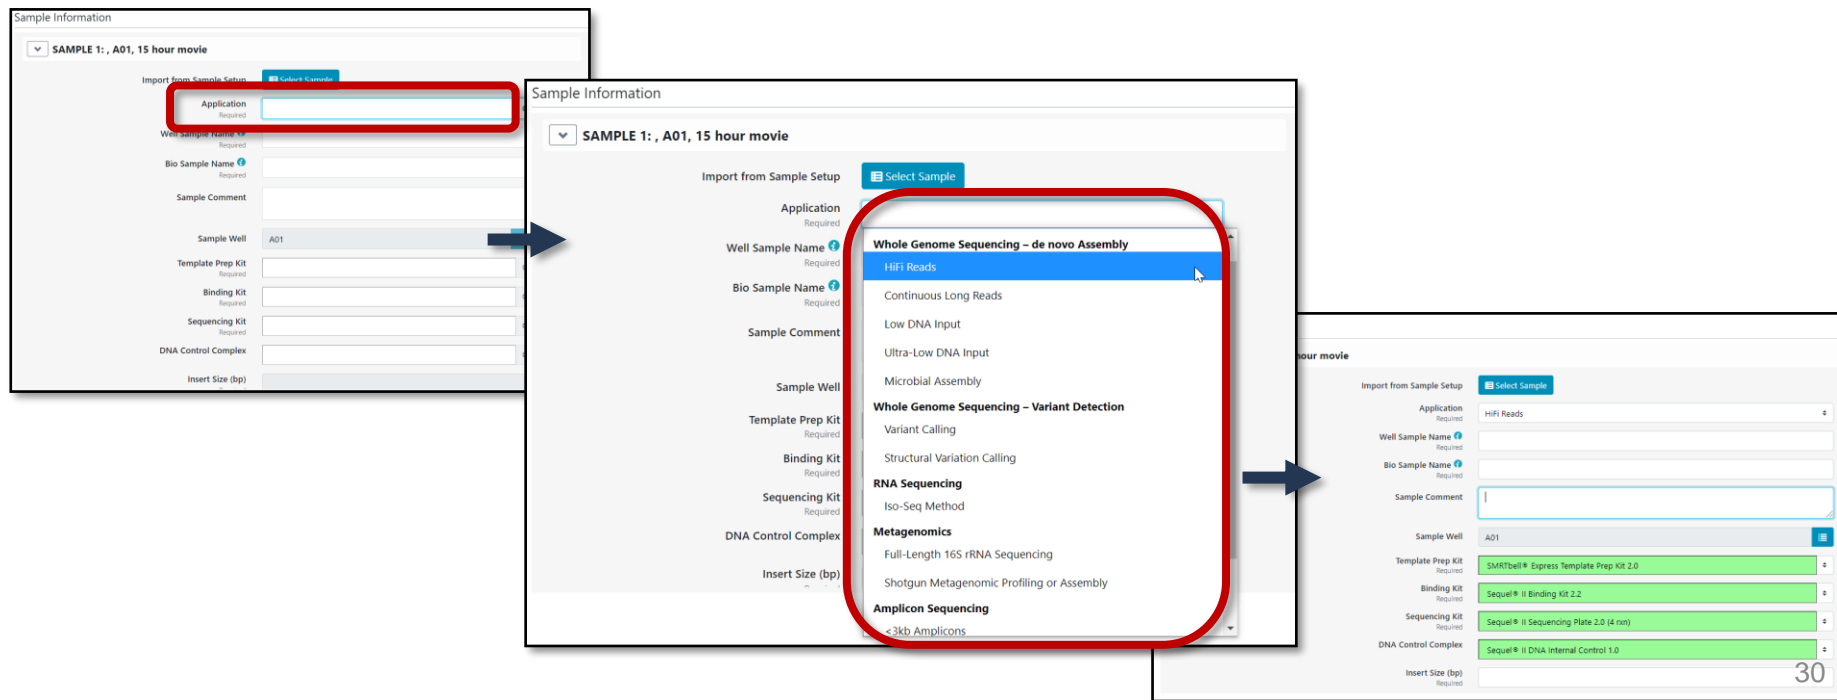 Sample Information
SAMPLE 1: , A01, 15 hour movie
Import from Sample Setup Select Sample
Application
Required
Well Sample Name
Required
Bio Sample Name
Required
Sample Comment
Sample Well A01
Template Prep Kit
Required
Binding Kit
Required
Sequencing Kit
Required
DNA Control Complex
Insert Size (bp)
Sample Information
SAMPLE 1: , A01, 15 hour movie
Import from Sample Setup Select Sample
Application
Required
Well Sample Name
Required
Bio Sample Name
Required
Sample Comment
Sample Well
Template Prep Kit
Required
Binding Kit
Required
Sequencing Kit
Required
DNA Control Complex
Insert Size (bp)
Whole Genome Sequencing – de novo Assembly
HiFi Reads
Continuous Long Reads
Low DNA Input
Ultra-Low DNA Input
Microbial Assembly
Whole Genome Sequencing – Variant Detection
Variant Calling
Structural Variation Calling
RNA Sequencing
Iso-Seq Method
Metagenomics
Full-Length 16S rRNA Sequencing
Shotgun Metagenomic Profiling or Assembly
Amplicon Sequencing
<3kb Amplicons
hour movie
Import from Sample Setup Select Sample
Application HiFi Reads
Required
Well Sample Name
Required
Bio Sample Name
Required
Sample Comment
Sample Well A01
Template Prep Kit SMRTbell® Express Template Prep Kit 2.0
Required
Binding Kit Sequel® II Binding Kit 2.2
Required
Sequencing Kit Sequel® II Sequencing Plate 2.0 (4 rxn)
Required
DNA Control Complex Sequel® II DNA Internal Control 1.0
Insert Size (bp)
Required
30